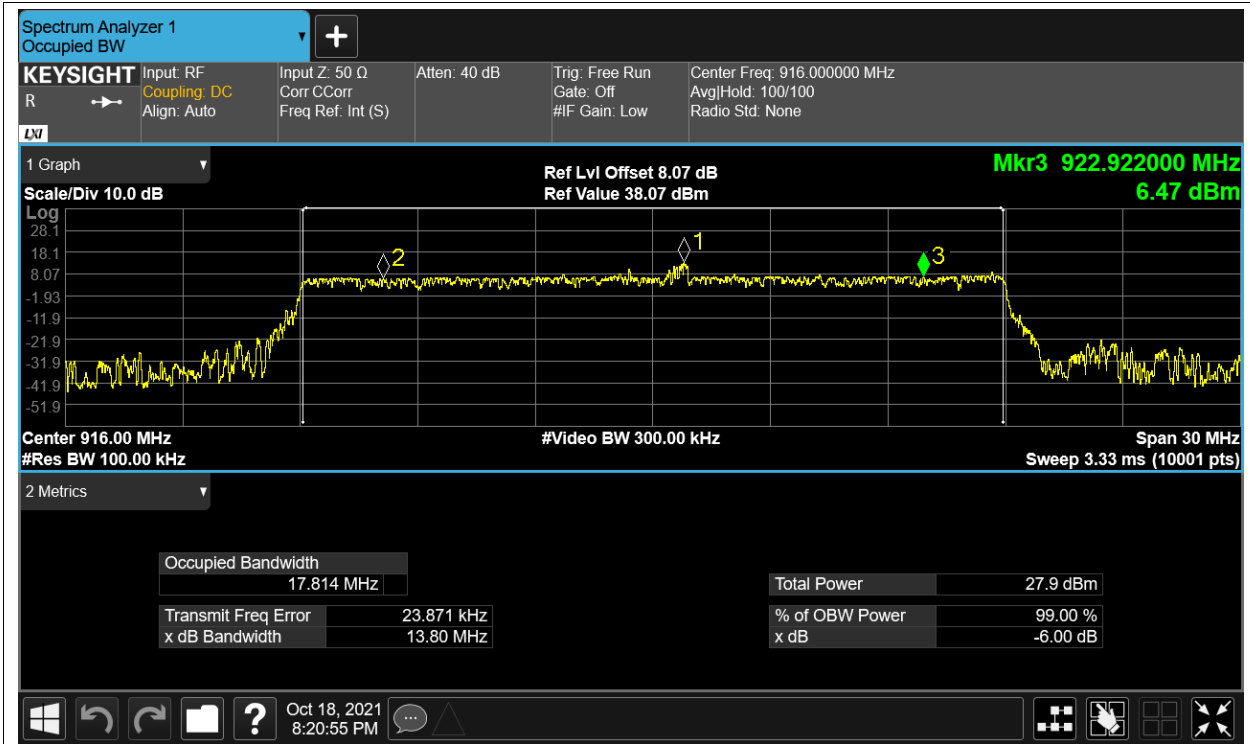 Spectrum Analyzer 1
Occupied BW
KEYSIGHT
R
LXI
Input: RF
Coupling: DC
Align: Auto
Input Z: 50 Ω
Corr CCorr
Freq Ref: Int (S)
Atten: 40 dB
Trig: Free Run
Gate: Off
#IF Gain: Low
Center Freq: 916.000000 MHz
Avg|Hold: 100/100
Radio Std: None
1 Graph
Scale/Div 10.0 dB
Ref Lvl Offset 8.07 dB
Ref Value 38.07 dBm
Mkr3 922.922000 MHz
6.47 dBm
Log
28.1
18.1
8.07
-1.93
-11.9
-21.9
-31.9
-41.9
-51.9
2
1
3
Center 916.00 MHz
#Res BW 100.00 kHz
#Video BW 300.00 kHz
Span 30 MHz
Sweep 3.33 ms (10001 pts)
2 Metrics
Occupied Bandwidth
17.814 MHz
Transmit Freq Error 23.871 kHz
x dB Bandwidth 13.80 MHz
Total Power 27.9 dBm
% of OBW Power 99.00 %
x dB -6.00 dB
?
Oct 18, 2021
8:20:55 PM